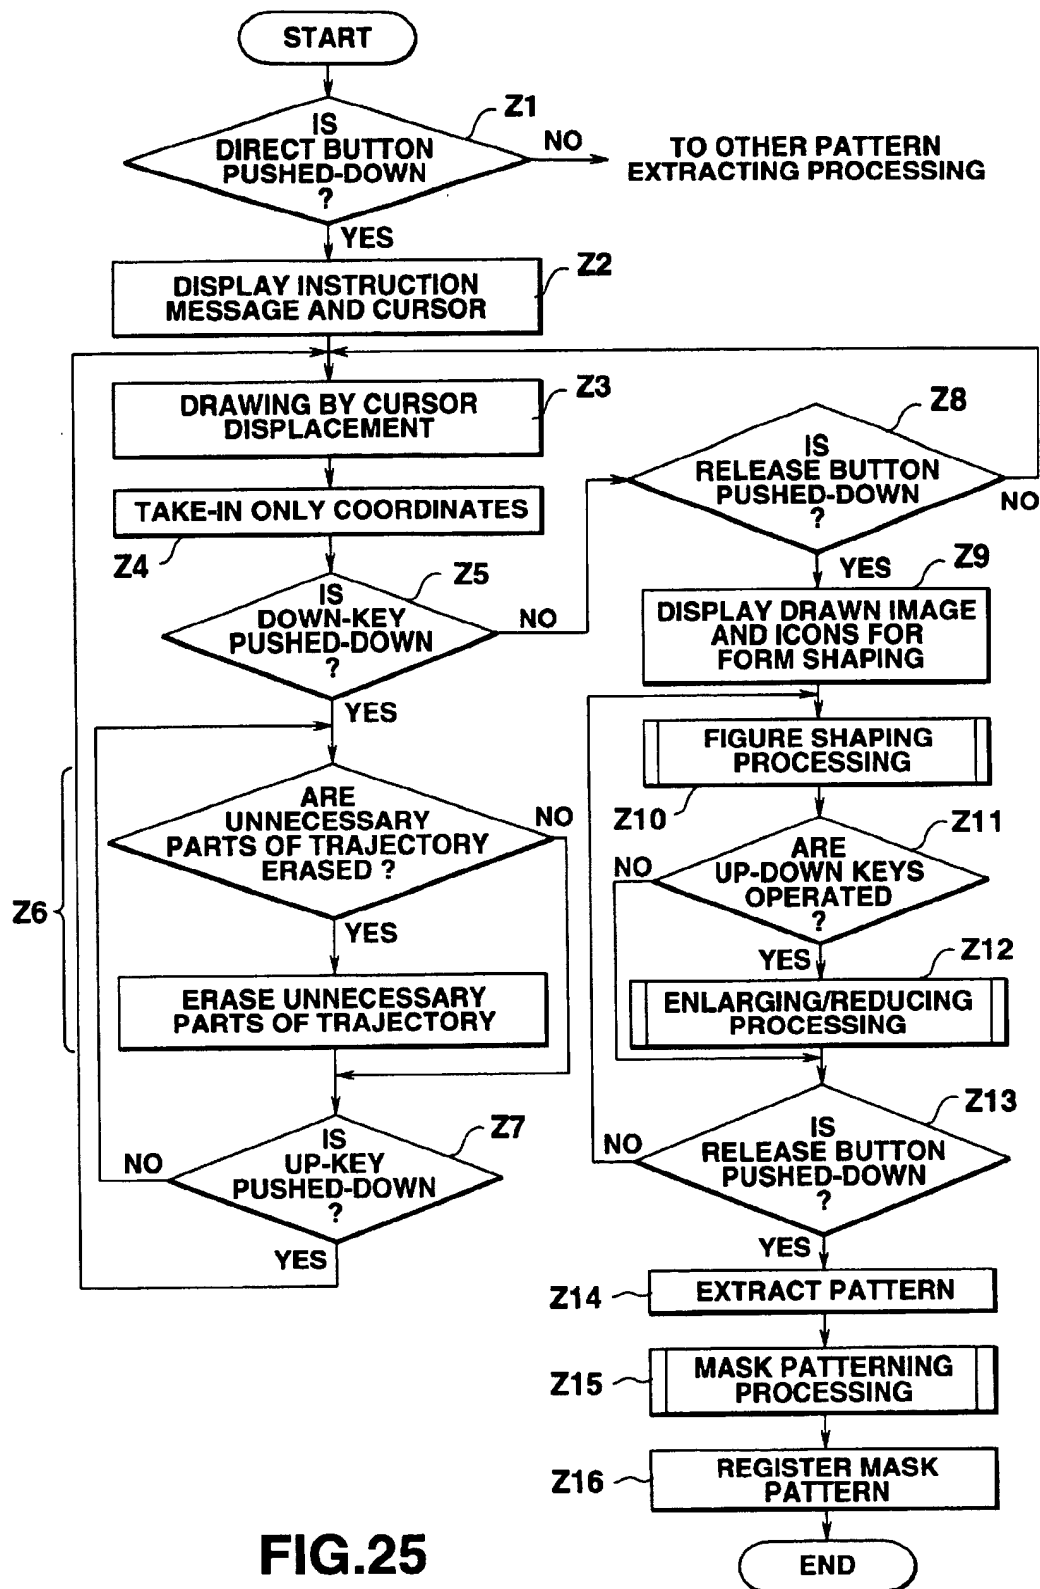 START
IS
DIRECT BUTTON
PUSHED-DOWN
?
Z1
NO
TO OTHER PATTERN
EXTRACTING PROCESSING
YES
DISPLAY INSTRUCTION
MESSAGE AND CURSOR
Z2
DRAWING BY CURSOR
DISPLACEMENT
Z3
TAKE-IN ONLY COORDINATES
Z4
IS
DOWN-KEY
PUSHED-DOWN
?
Z5
NO
YES
ARE
UNNECESSARY
PARTS OF TRAJECTORY
ERASED ?
NO
Z6
YES
ERASE UNNECESSARY
PARTS OF TRAJECTORY
IS
UP-KEY
PUSHED-DOWN
?
Z7
NO
YES
IS
RELEASE BUTTON
PUSHED-DOWN
?
Z8
NO
YES
Z9
DISPLAY DRAWN IMAGE
AND ICONS FOR
FORM SHAPING
FIGURE SHAPING
PROCESSING
Z10
ARE
UP-DOWN KEYS
OPERATED
?
Z11
NO
YES
Z12
ENLARGING/REDUCING
PROCESSING
IS
RELEASE BUTTON
PUSHED-DOWN
?
Z13
NO
YES
Z14
EXTRACT PATTERN
Z15
MASK PATTERNING
PROCESSING
Z16
REGISTER MASK
PATTERN
END
FIG.25